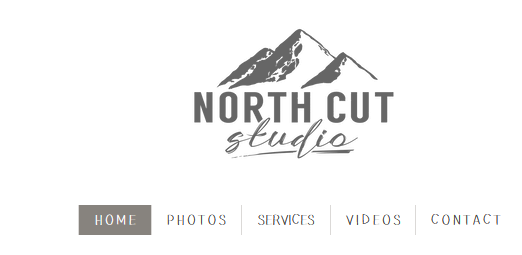 NORTH CUT
studio
HOME PHOTOS SERVICES VIDEOS CONTACT